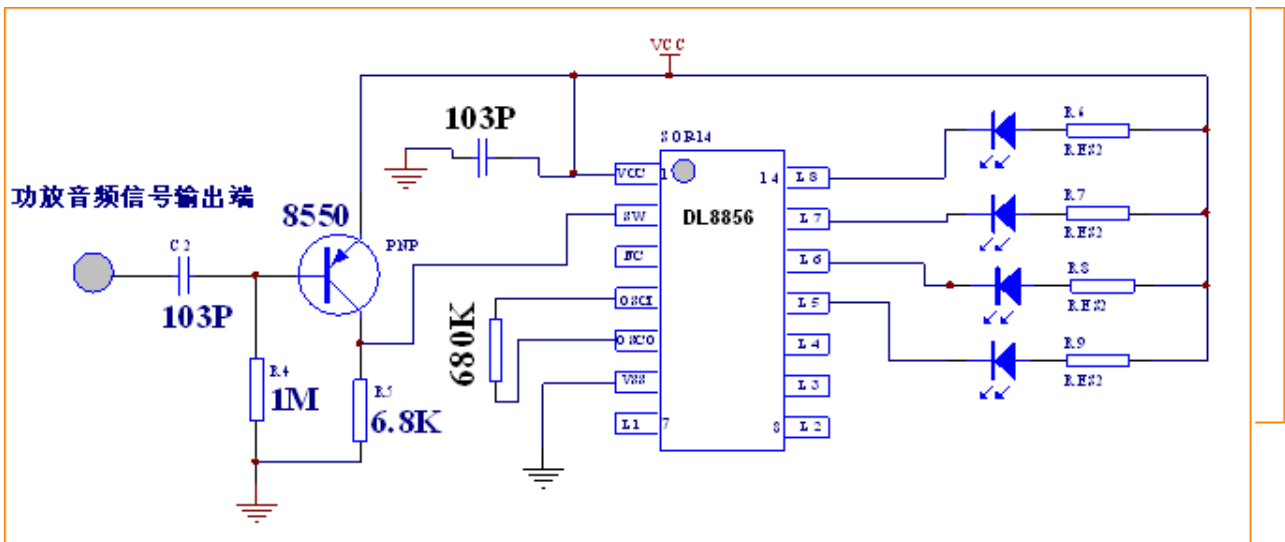 VCC
103P
SOP14
R6
RES2
VCC
1
14
L8
功放音频信号输出端
8550
PNP
SW
DL8856
L7
R7
RES2
C2
103P
NC
L6
R8
RES2
680K
OSCI
L5
OSCO
L4
R9
RES2
R4
1M
R5
6.8K
VSS
L3
L1
7
8
L2